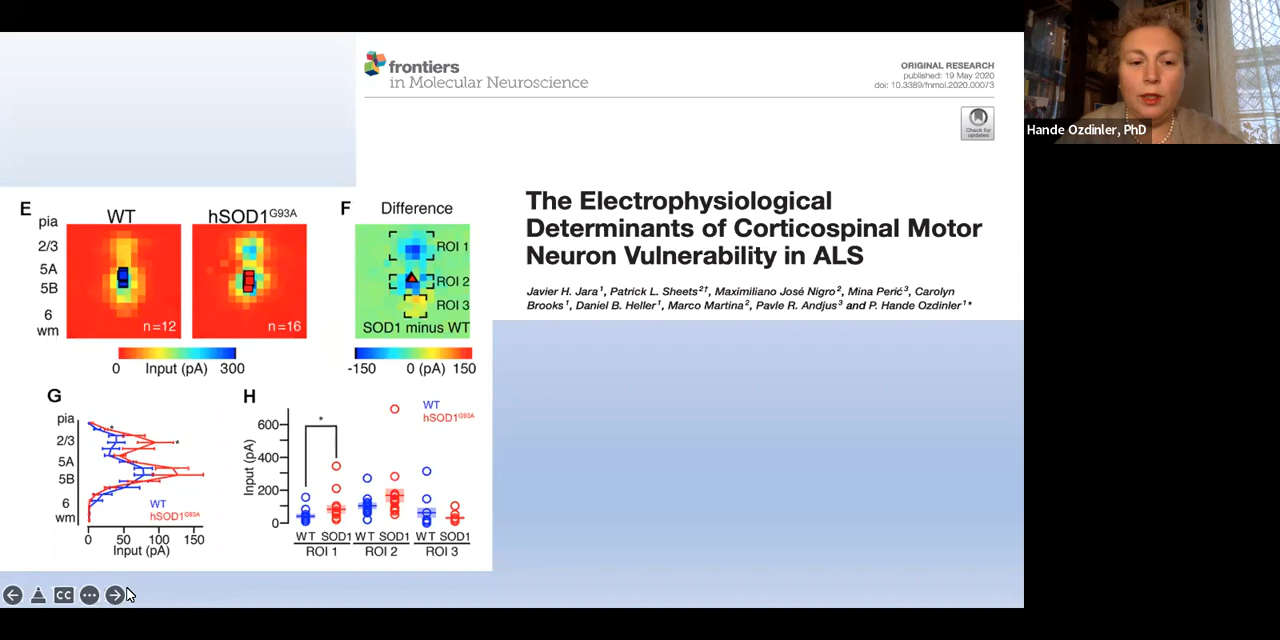 frontiers
in Molecular Neuroscience
ORIGINAL RESEARCH
published: 19 May 2020
doi: 10.3389/fnmol.2020.00073
Check for
updates
Hande Ozdinler, PhD
The Electrophysiological
Determinants of Corticospinal Motor
Neuron Vulnerability in ALS
Javier H. Jara¹, Patrick L. Sheets²†, Maximiliano José Nigro², Mina Perić³, Carolyn
Brooks¹, Daniel B. Heller¹, Marco Martina², Pavle R. Andjus³ and P. Hande Ozdinler¹*
E
WT
hSOD1G93A
pia
2/3
5A
5B
6
wm
n=12
n=16
0 Input (pA) 300
F
Difference
ROI 1
ROI 2
ROI 3
SOD1 minus WT
-150 0 (pA) 150
G
pia
2/3
5A
5B
6
wm
*
*
WT
hSOD1G93A
0 50 100 150
Input (pA)
H
WT
hSOD1G93A
*
600
400
200
0
Input (pA)
WT SOD1 WT SOD1 WT SOD1
ROI 1 ROI 2 ROI 3
CC